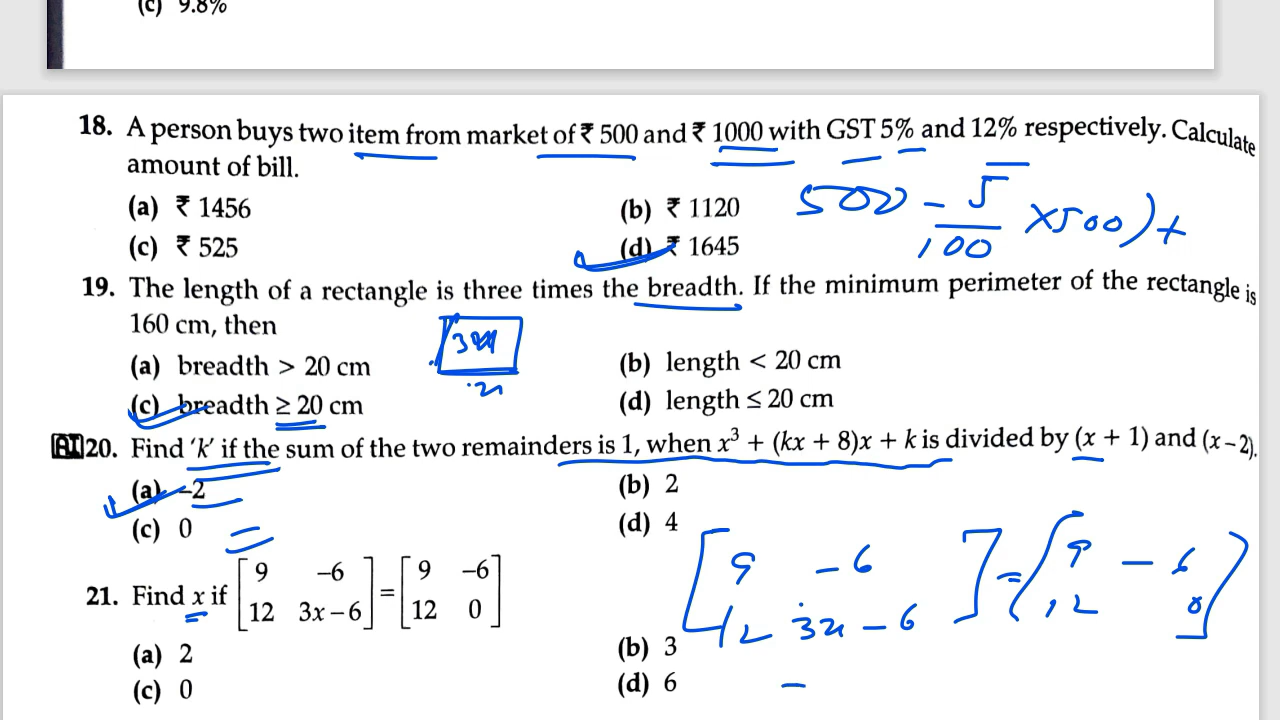 (c) 9.8%
18. A person buys two item from market of ₹ 500 and ₹ 1000 with GST 5% and 12% respectively. Calculate
amount of bill.
500 - 5/100 ×500) +
(a) ₹ 1456 (b) ₹ 1120
(c) ₹ 525 (d) ₹ 1645
19. The length of a rectangle is three times the breadth. If the minimum perimeter of the rectangle is
160 cm, then
(a) breadth > 20 cm (b) length < 20 cm
(c) breadth ≥ 20 cm (d) length ≤ 20 cm
AI 20. Find 'k' if the sum of the two remainders is 1, when x³ + (kx + 8)x + k is divided by (x + 1) and (x – 2).
(a) –2 (b) 2
(c) 0 (d) 4
21. Find x if [9 –6
12 3x – 6] = [9 –6
12 0]
[9 -6
12 3x - 6] = [9 - 6
12 0]
(a) 2 (b) 3
(c) 0 (d) 6